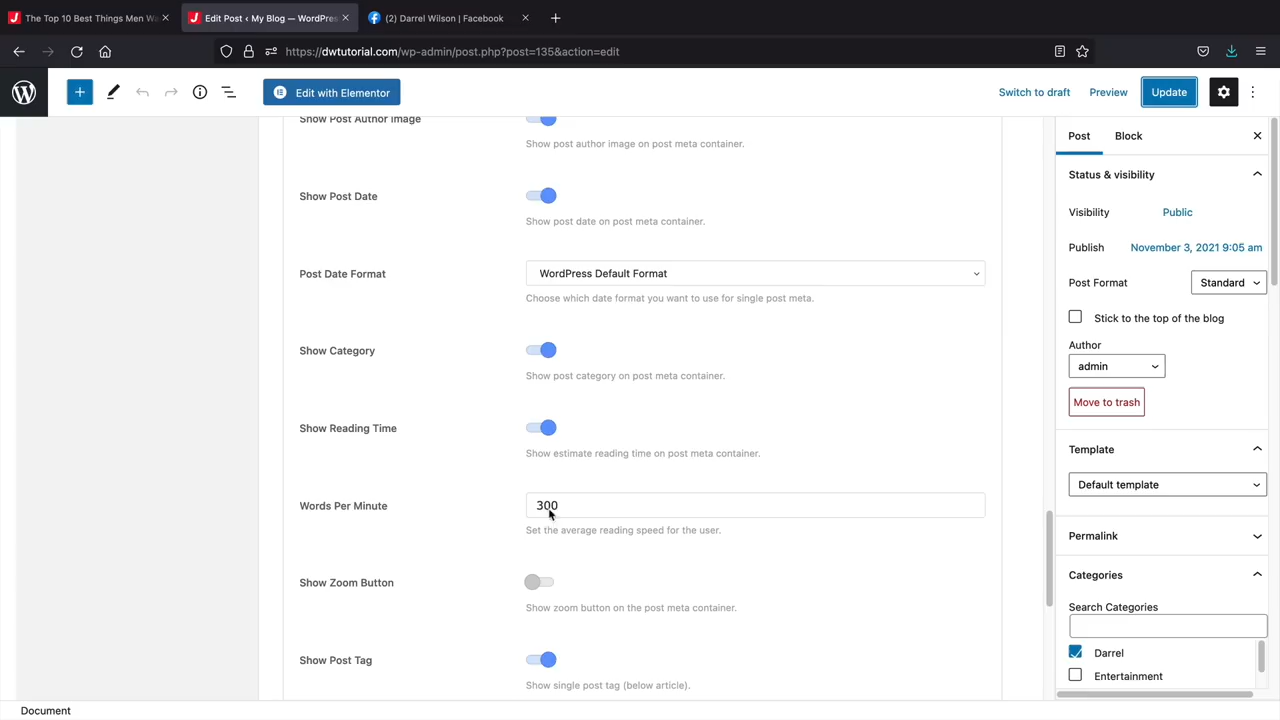 The Top 10 Best Things Men Wa
Edit Post ‹ My Blog — WordPres
(2) Darrel Wilson | Facebook
https://dwtutorial.com/wp-admin/post.php?post=135&action=edit
Edit with Elementor
Switch to draft
Preview
Update
Show Post Author Image
Show post author image on post meta container.
Show Post Date
Show post date on post meta container.
Post Date Format
WordPress Default Format
Choose which date format you want to use for single post meta.
Show Category
Show post category on post meta container.
Show Reading Time
Show estimate reading time on post meta container.
Words Per Minute
300
Set the average reading speed for the user.
Show Zoom Button
Show zoom button on the post meta container.
Show Post Tag
Show single post tag (below article).
Post
Block
Status & visibility
Visibility
Public
Publish
November 3, 2021 9:05 am
Post Format
Standard
Stick to the top of the blog
Author
admin
Move to trash
Template
Default template
Permalink
Categories
Search Categories
Darrel
Entertainment
Document